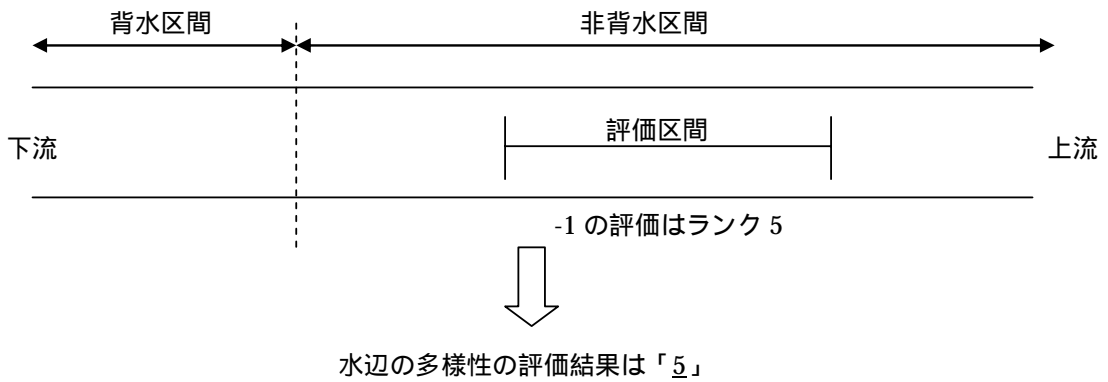 背水区間
非背水区間
評価区間
下流
上流
-1 の評価はランク 5
水辺の多様性の評価結果は「5」